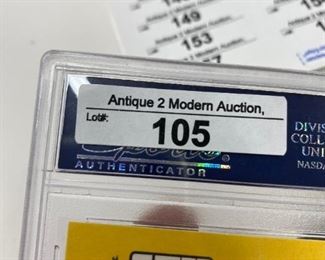 149
153
Antique 2 Modern Auction,
Lot#:
105
DIVIS
COLL
UNI
NASDA
AUTHENTICATOR